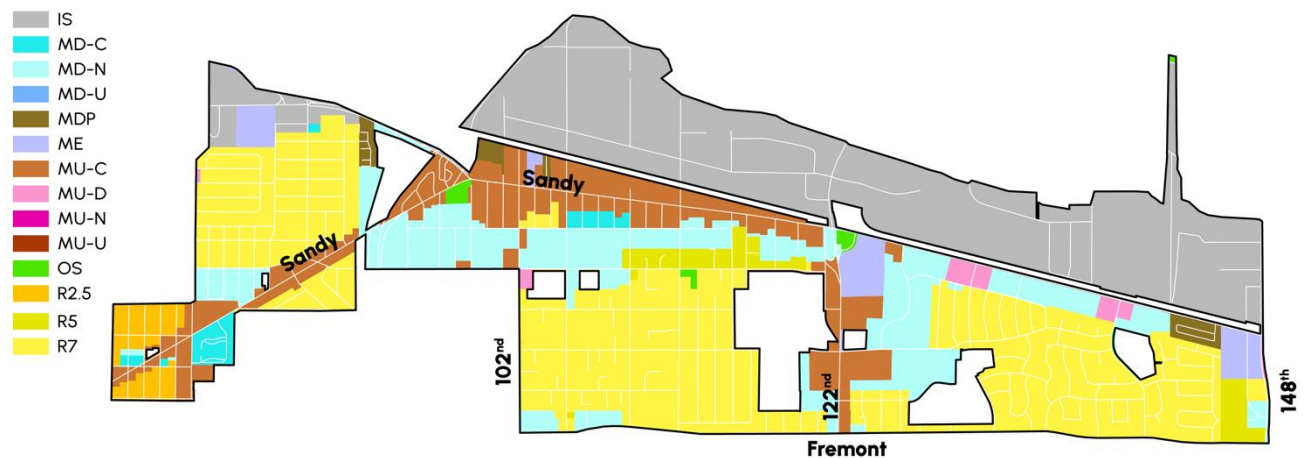 IS
MD-C
MD-N
MD-U
MDP
ME
MU-C
MU-D
MU-N
MU-U
OS
R2.5
R5
R7
Sandy
Sandy
102nd
122nd
148th
Fremont